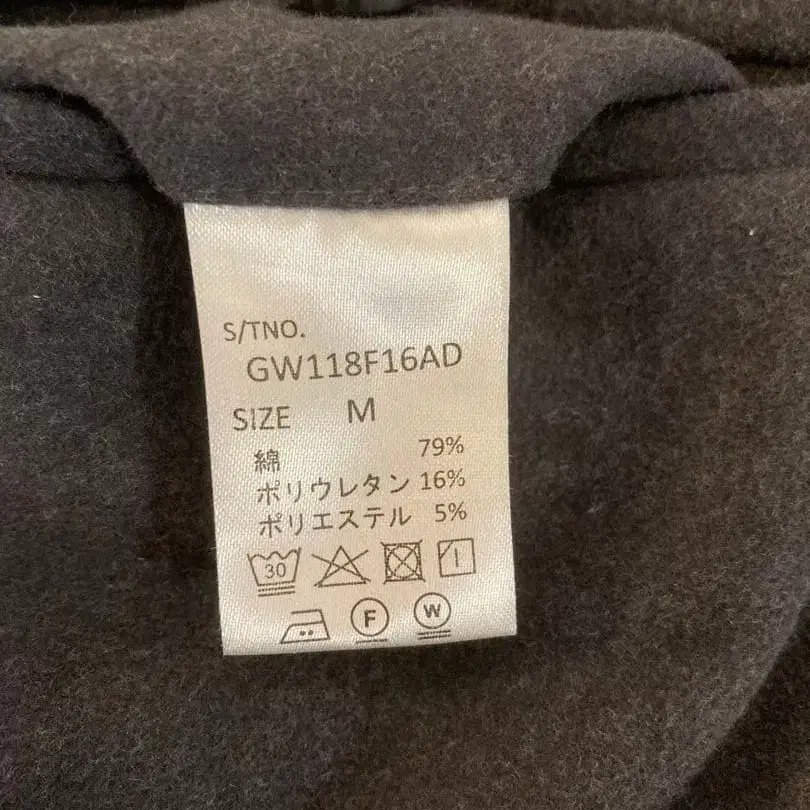 S/TNO.
GW118F16AD
SIZE M
綿 79%
ポリウレタン 16%
ポリエステル 5%
30
F W